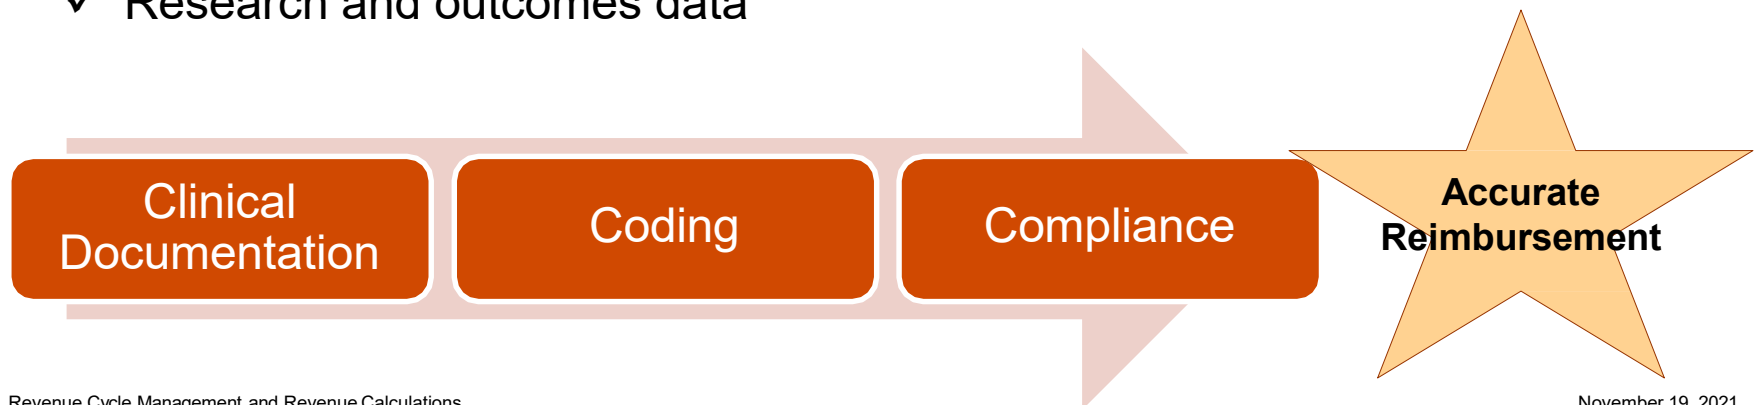 ✓ Research and outcomes data
Clinical
Documentation
Coding
Compliance
Accurate
Reimbursement
Revenue Cycle Management and Revenue Calculations
November 19, 2021